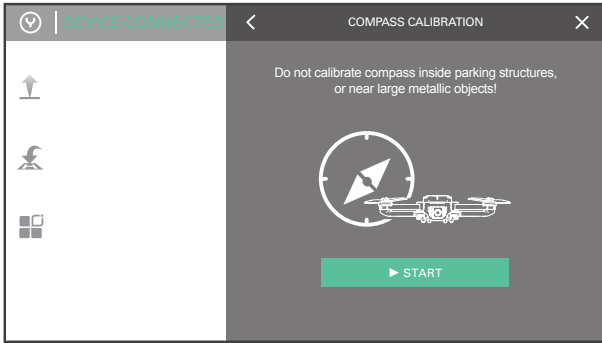 DEVICE CONNECTED
COMPASS CALIBRATION
Do not calibrate compass inside parking structures,
or near large metallic objects!
START